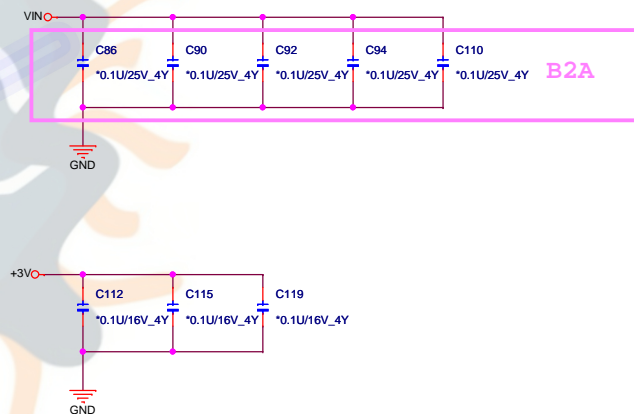 VIN
C86 C90 C92 C94 C110
*0.1U/25V_4Y *0.1U/25V_4Y *0.1U/25V_4Y *0.1U/25V_4Y *0.1U/25V_4Y B2A
GND
+3V
C112 C115 C119
*0.1U/16V_4Y *0.1U/16V_4Y *0.1U/16V_4Y
GND